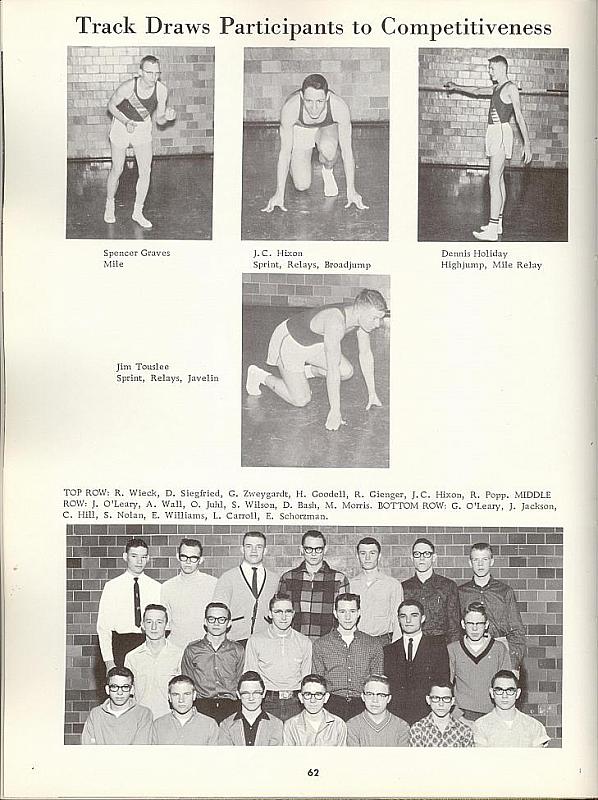 Track Draws Participants to Competitiveness
Spencer Graves
Mile
J.C. Hixon
Sprint, Relays, Broadjump
Dennis Holiday
Highjump, Mile Relay
Jim Touslee
Sprint, Relays, Javelin
TOP ROW: R. Wieck, D. Siegfried, G. Zweygardt, H. Goodell, R. Gienger, J.C. Hixon, R. Popp. MIDDLE
ROW: J. O'Leary, A. Wall, O. Juhl, S. Wilson, D. Bash, M. Morris. BOTTOM ROW: G. O'Leary, J. Jackson,
C. Hill, S. Nolan, E. Williams, L. Carroll, E. Schorzman.
62